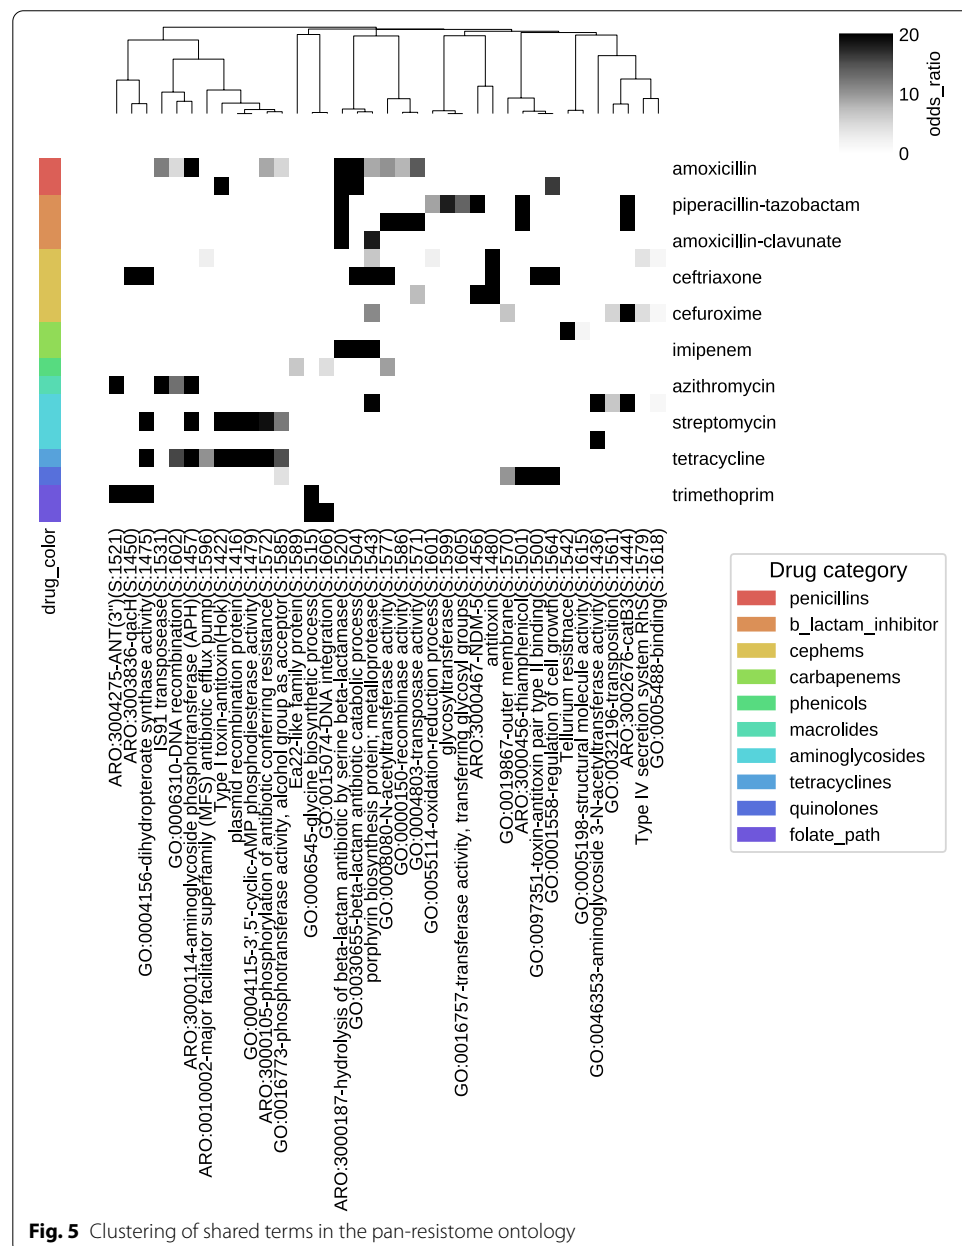 20
10
0
odds_ratio
amoxicillin
piperacillin-tazobactam
amoxicillin-clavunate
ceftriaxone
cefuroxime
imipenem
azithromycin
streptomycin
tetracycline
trimethoprim
drug_color
ARO:3004275-ANT(3'')(S:1521)
ARO:3003836-qacH(S:1450)
GO:0004156-dihydropteroate synthase activity(S:1475)
IS91 transposase(S:1531)
GO:0006310-DNA recombination(S:1602)
ARO:3000114-aminoglycoside phosphotransferase (APH)(S:1457)
ARO:0010002-major facilitator superfamily (MFS) antibiotic efflux pump(S:1596)
Type I toxin-antitoxin(Hok)(S:1422)
plasmid recombination protein(S:1416)
GO:0004115-3',5'-cyclic-AMP phosphodiesterase activity(S:1479)
ARO:3000105-phosphorylation of antibiotic conferring resistance(S:1572)
GO:0016773-phosphotransferase activity, alcohol group as acceptor(S:1585)
Ea22-like family protein(S:1589)
GO:0006545-glycine biosynthetic process(S:1515)
GO:0015074-DNA integration(S:1606)
ARO:3000187-hydrolysis of beta-lactam antibiotic by serine beta-lactamase(S:1520)
GO:0030655-beta-lactam antibiotic catabolic process(S:1504)
porphyrin biosynthesis protein; metalloprotease(S:1543)
GO:0008080-N-acetyltransferase activity(S:1577)
GO:0000150-recombinase activity(S:1586)
GO:0004803-transposase activity(S:1571)
GO:0055114-oxidation-reduction process(S:1601)
glycosyltransferase(S:1599)
GO:0016757-transferase activity, transferring glycosyl groups(S:1605)
ARO:3000467-NDM-5(S:1456)
antitoxin(S:1480)
GO:0019867-outer membrane(S:1570)
ARO:3000456-thiamphenicol(S:1501)
GO:0097351-toxin-antitoxin pair type II binding(S:1500)
GO:0001558-regulation of cell growth(S:1564)
Tellurium resistnace(S:1542)
GO:0005198-structural molecule activity(S:1615)
GO:0046353-aminoglycoside 3-N-acetyltransferase activity(S:1436)
GO:0032196-transposition(S:1561)
ARO:3002676-catB3(S:1444)
Type IV secretion system, RhS(S:1579)
GO:0005488-binding(S:1618)
Drug category
penicillins
b_lactam_inhibitor
cephems
carbapenems
phenicols
macrolides
aminoglycosides
tetracyclines
quinolones
folate_path
Fig. 5 Clustering of shared terms in the pan-resistome ontology